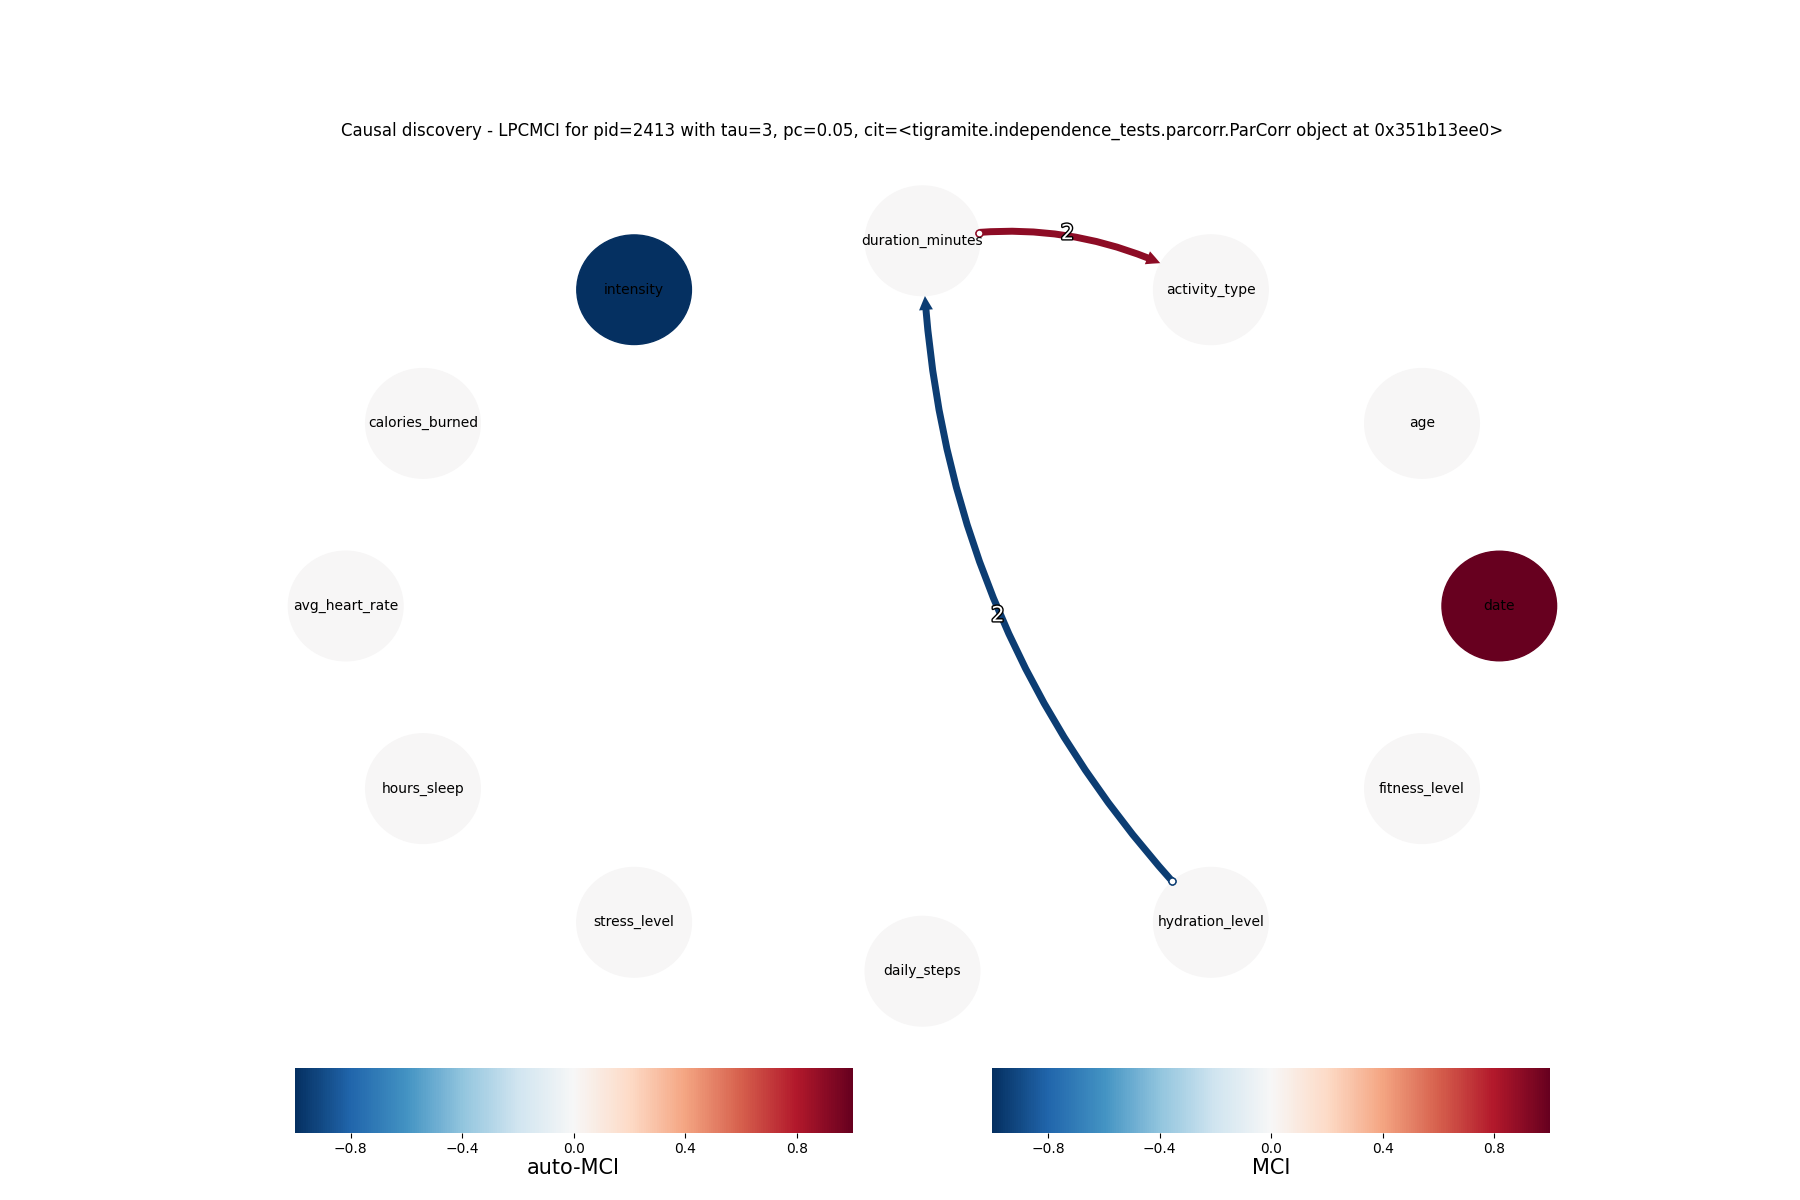 Causal discovery - LPCMCI for pid=2413 with tau=3, pc=0.05, cit=<tigramite.independence_tests.parcorr.ParCorr object at 0x351b13ee0>
duration_minutes
2
intensity
activity_type
calories_burned
age
avg_heart_rate
date
2
hours_sleep
fitness_level
stress_level
hydration_level
daily_steps
−0.8 −0.4 0.0 0.4 0.8
auto-MCI
−0.8 −0.4 0.0 0.4 0.8
MCI